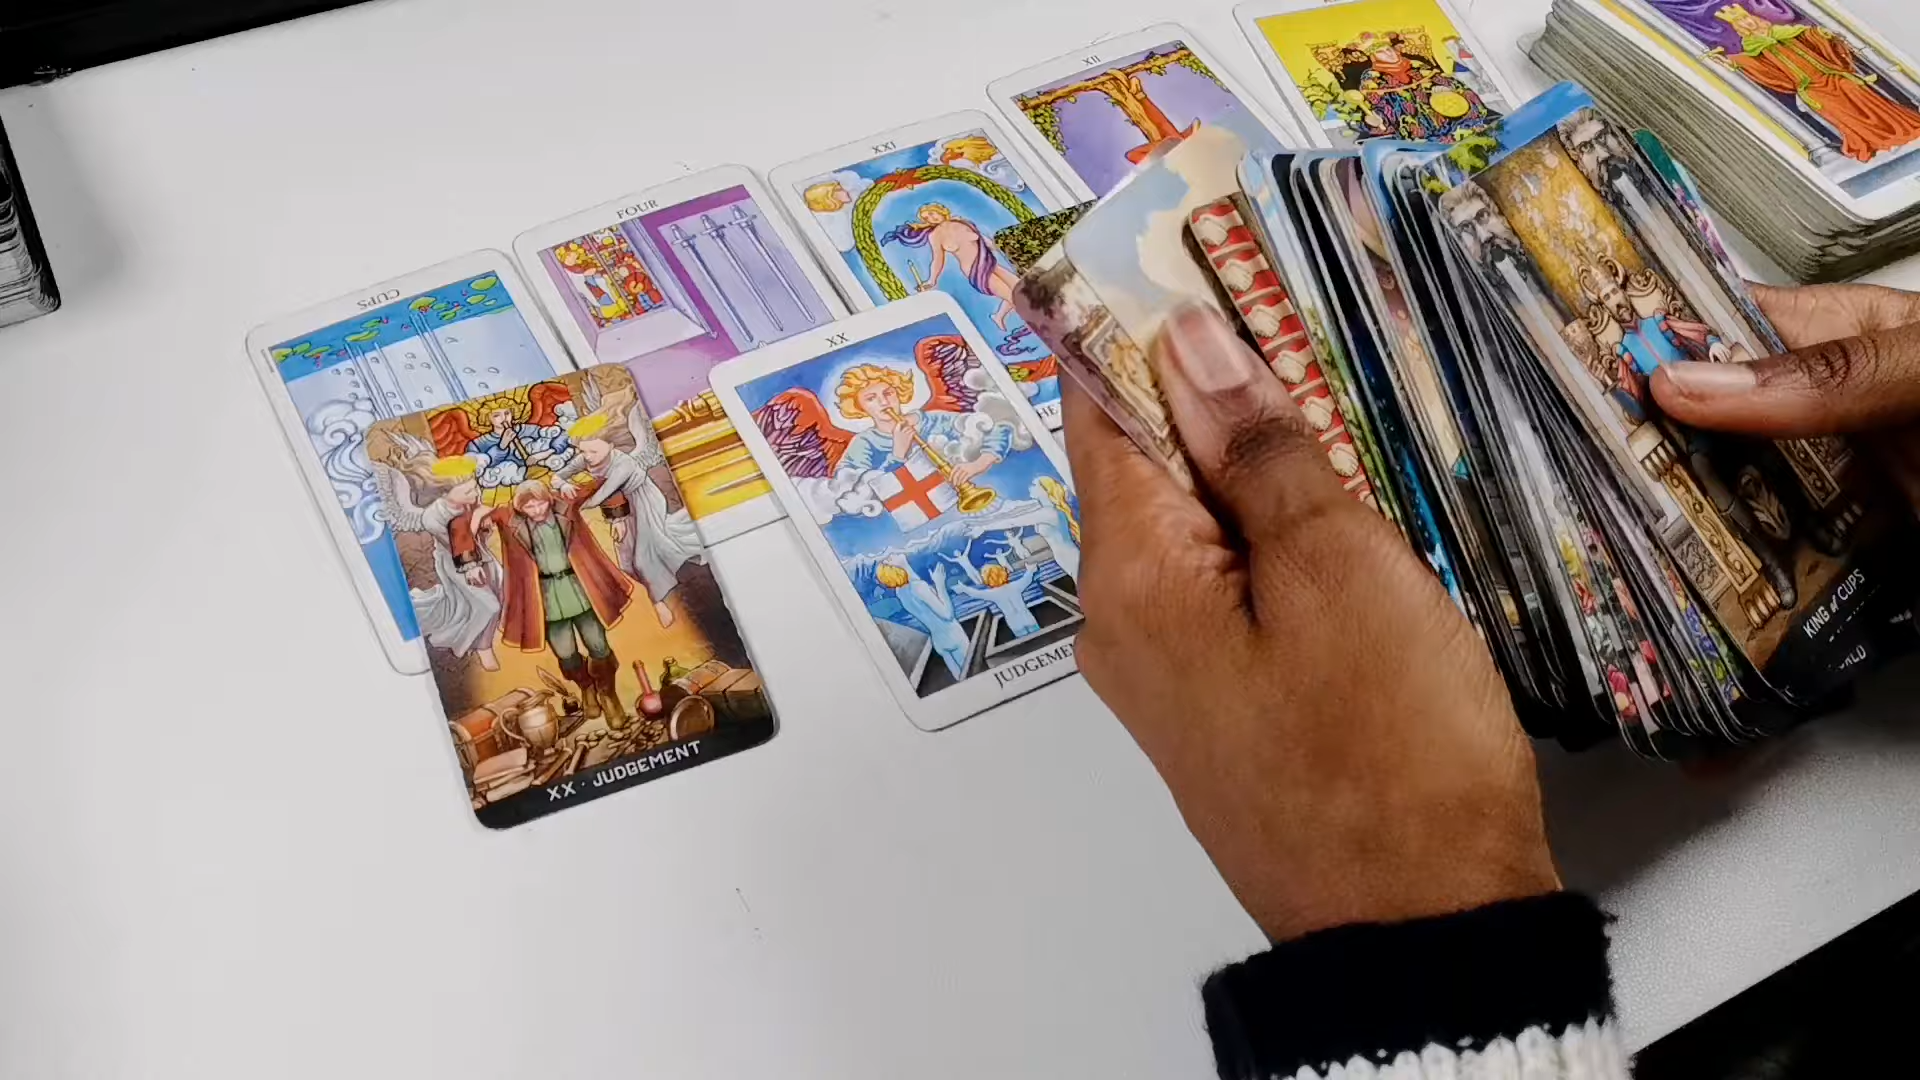 XII
XXI
FOUR
CUPS
XX
JUDGEMENT
XX · JUDGEMENT
KING of CUPS